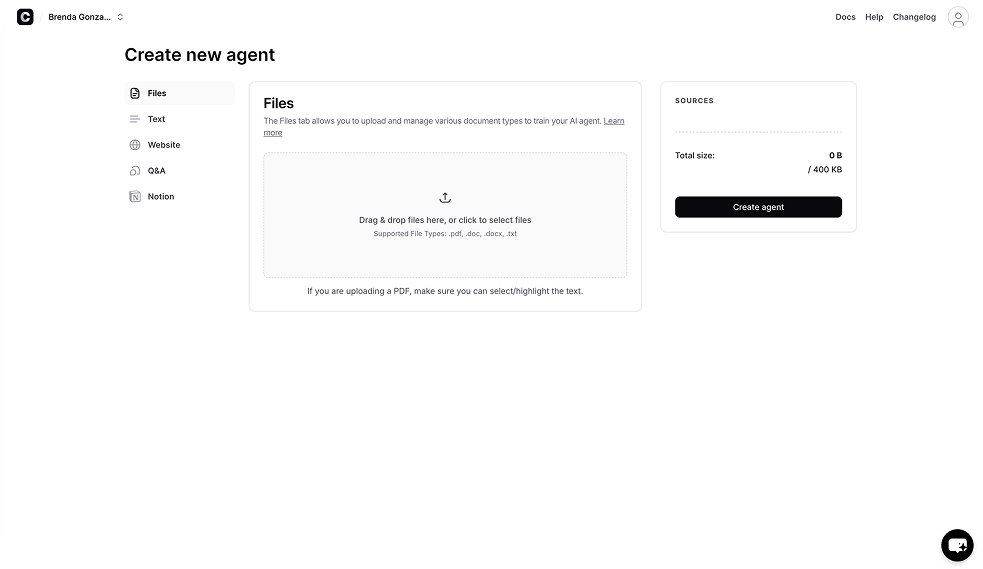 C
Brenda Gonza...
Docs Help Changelog
Create new agent
Files
Text
Website
Q&A
Notion
Files
The Files tab allows you to upload and manage various document types to train your AI agent. Learn
more
Drag & drop files here, or click to select files
Supported File Types: .pdf, .doc, .docx, .txt
If you are uploading a PDF, make sure you can select/highlight the text.
SOURCES
Total size: 0 B
/ 400 KB
Create agent